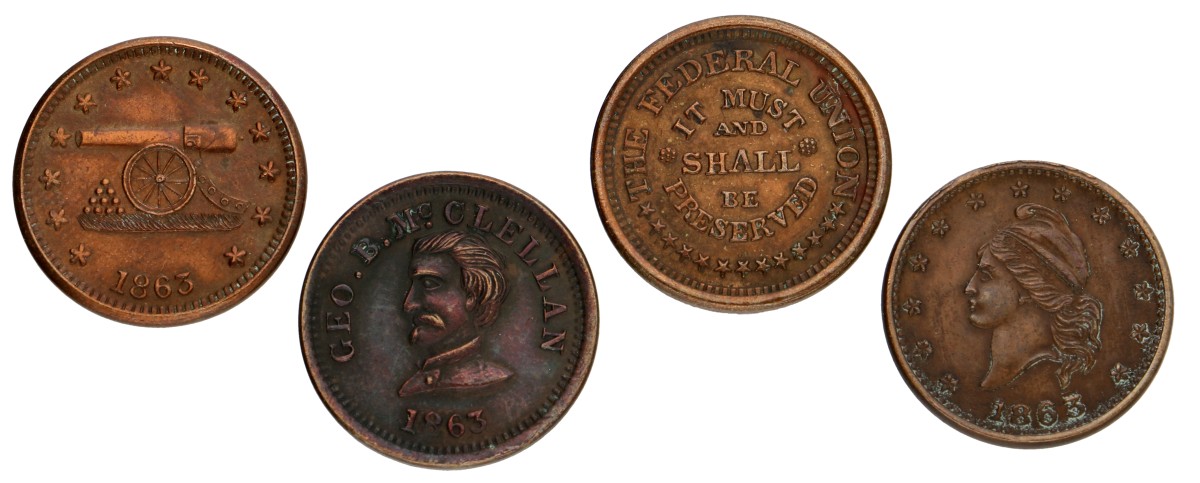 1863
GEO. B. McCLELLAN
1863
THE FEDERAL UNION
IT MUST
AND
SHALL
BE
PRESERVED
1863